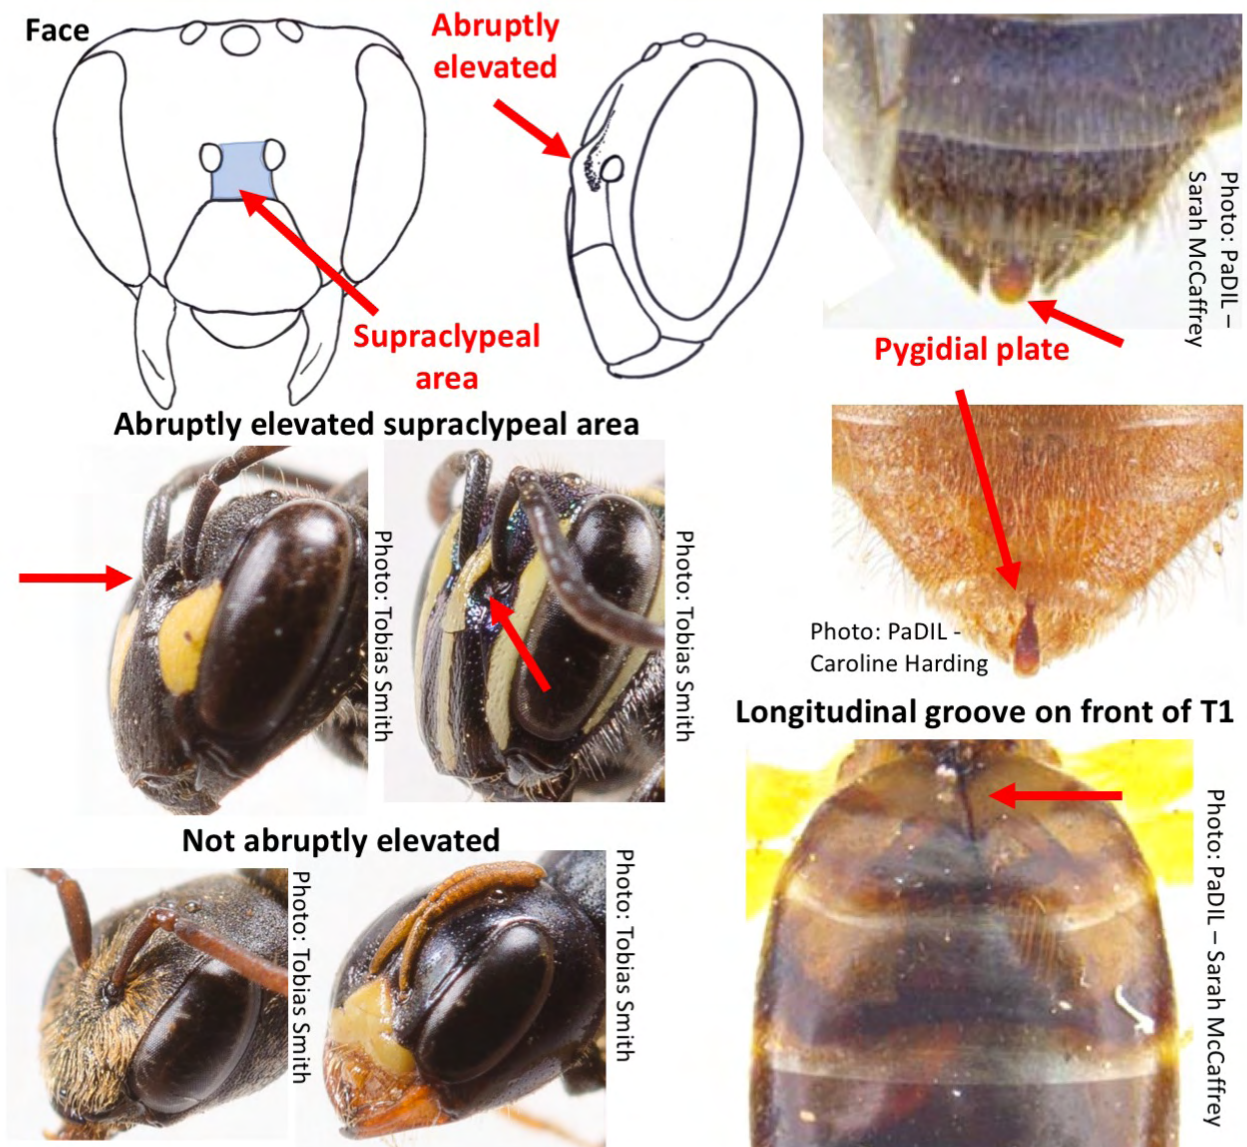 Face
Abruptly
elevated
Supraclypeal
area
Photo: PaDIL –
Sarah McCaffrey
Pygidial plate
Abruptly elevated supraclypeal area
Photo: Tobias Smith
Photo: Tobias Smith
Photo: PaDIL -
Caroline Harding
Longitudinal groove on front of T1
Not abruptly elevated
Photo: Tobias Smith
Photo: Tobias Smith
Photo: PaDIL – Sarah McCaffrey